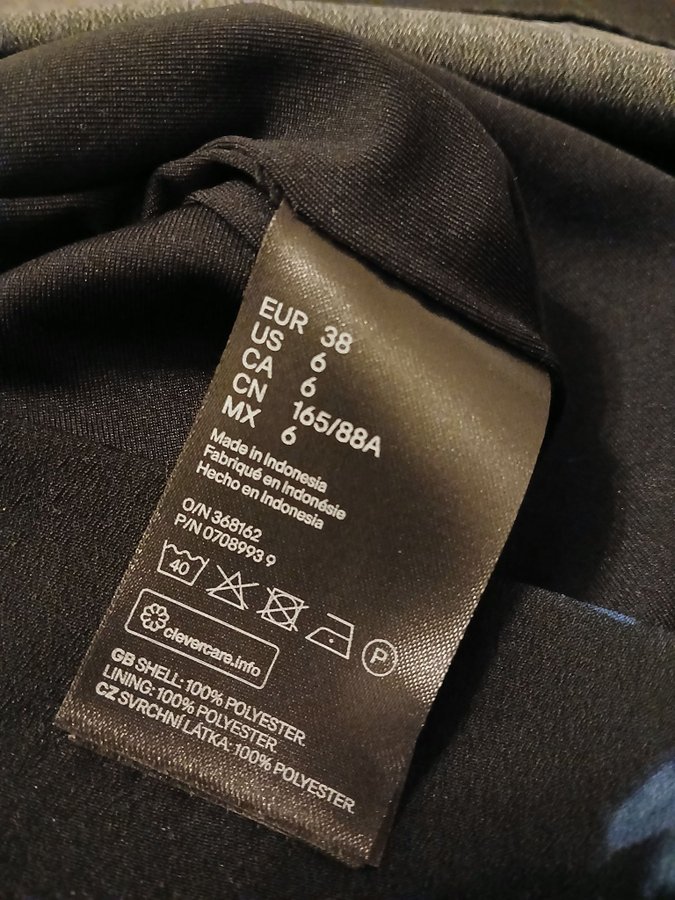 EUR 38
US 6
CA 6
CN 165/88A
MX 6
Made in Indonesia
Fabriqué en Indonésie
Hecho en Indonesia
O/N 368162
P/N 0708993 9
40
P
clevercare.info
GB SHELL: 100% POLYESTER.
LINING: 100% POLYESTER
CZ SVRCHNÍ LÁTKA: 100% POLYESTER.